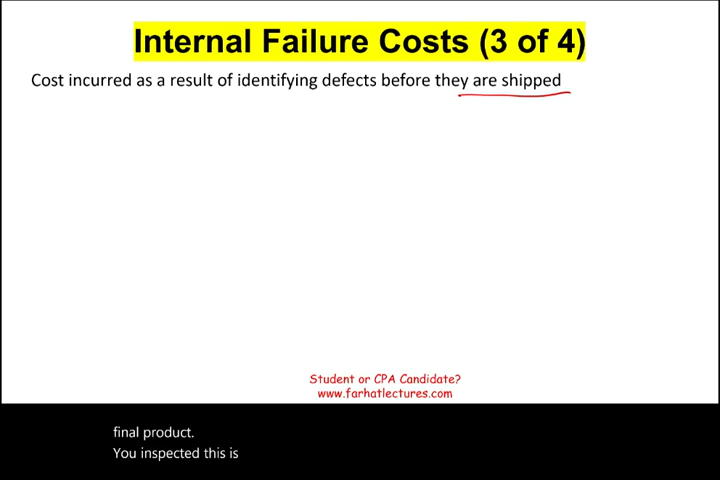 Internal Failure Costs (3 of 4)
Cost incurred as a result of identifying defects before they are shipped
Student or CPA Candidate?
www.farhatlectures.com
final product.
You inspected this is